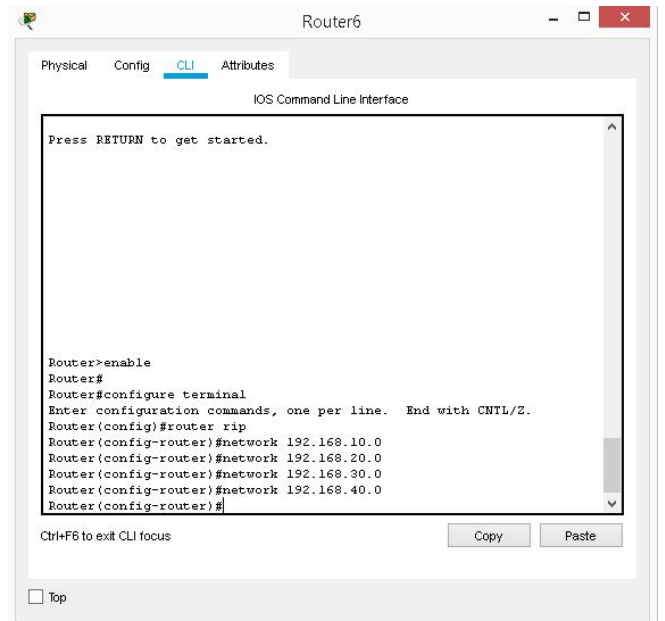 Router6
Physical Config CLI Attributes
IOS Command Line Interface
Press RETURN to get started.
Router>enable
Router#
Router#configure terminal
Enter configuration commands, one per line.  End with CNTL/Z.
Router(config)#router rip
Router(config-router)#network 192.168.10.0
Router(config-router)#network 192.168.20.0
Router(config-router)#network 192.168.30.0
Router(config-router)#network 192.168.40.0
Router(config-router)#
Ctrl+F6 to exit CLI focus
Copy Paste
Top